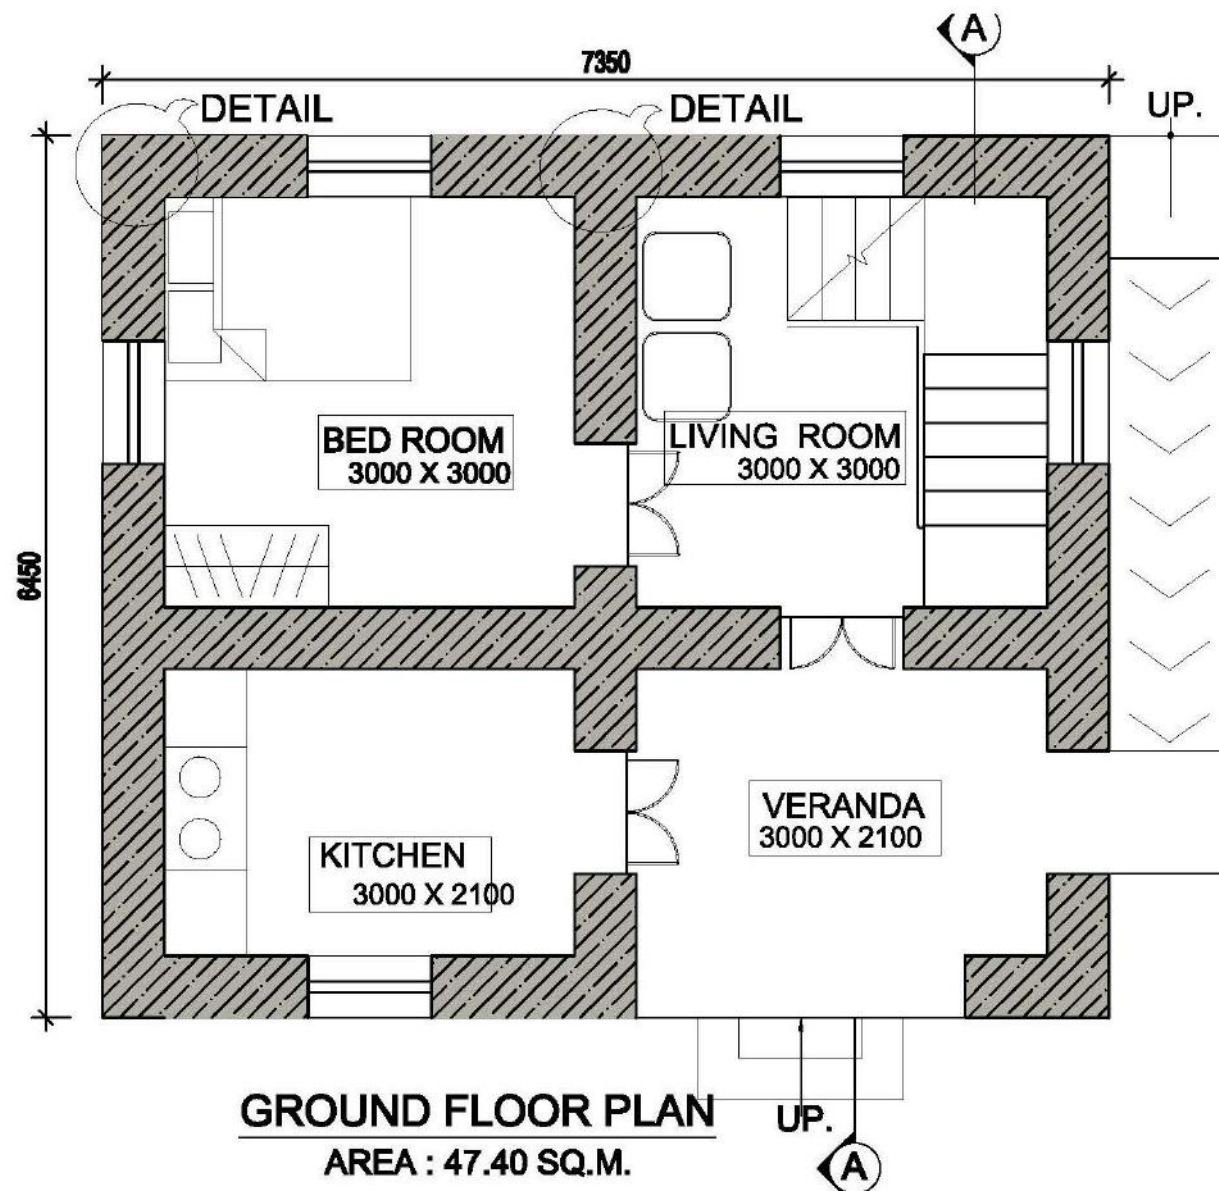 A
7350
DETAIL
DETAIL
UP.
BED ROOM
3000 X 3000
LIVING ROOM
3000 X 3000
6450
VERANDA
3000 X 2100
KITCHEN
3000 X 2100
GROUND FLOOR PLAN
UP.
AREA : 47.40 SQ.M.
A